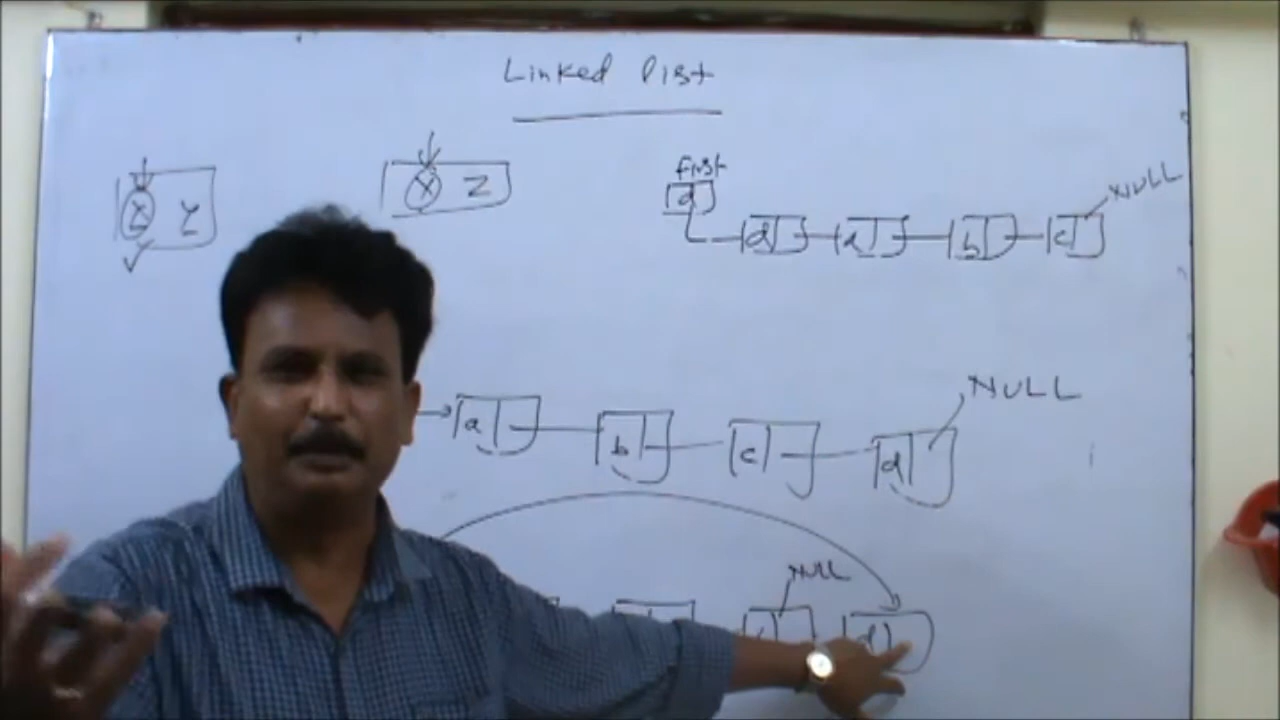 Linked list
X Y
X Z
first
d
d a b c NULL
a b c d NULL
NULL
c d